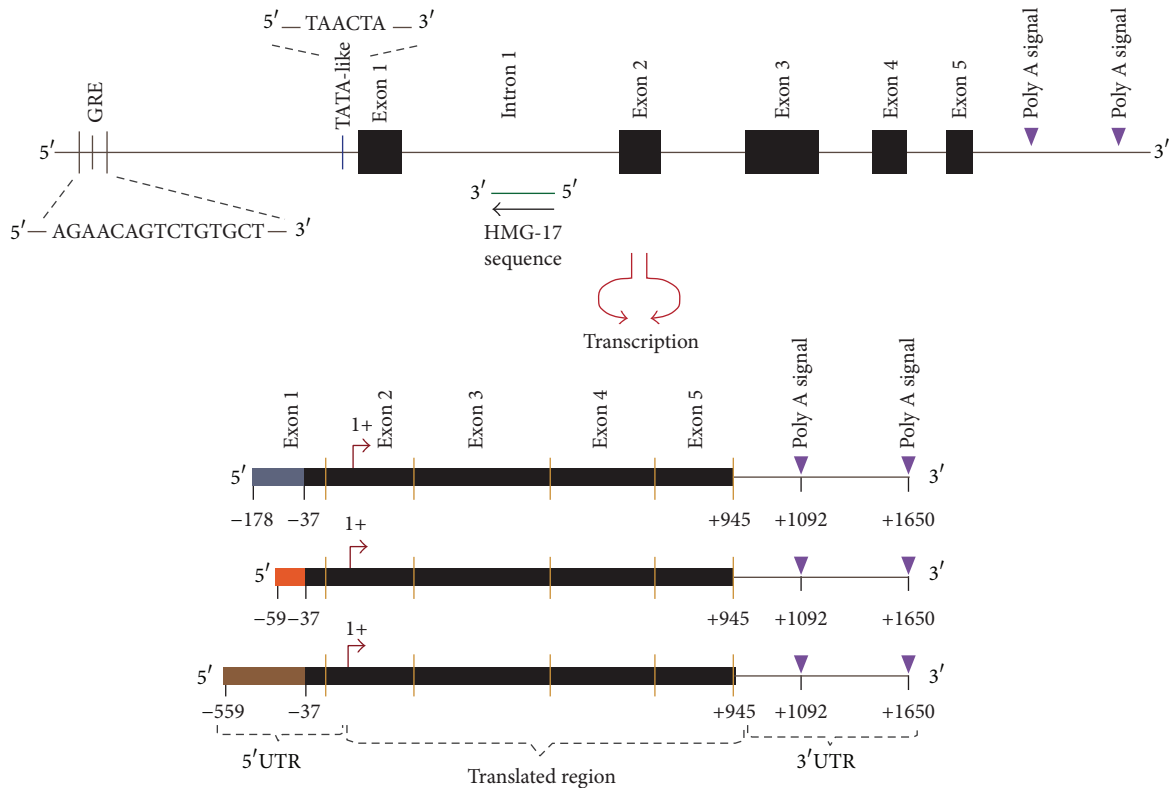 5′ — TAACTA — 3′
GRE
TATA-like
Exon 1
Intron 1
Exon 2
Exon 3
Exon 4
Exon 5
Poly A signal
Poly A signal
5′
3′
3′ 5′
5′ — AGAACAGTCTGTGCT — 3′
HMG-17
sequence
Transcription
Exon 1
Exon 2
Exon 3
Exon 4
Exon 5
Poly A signal
Poly A signal
1+
5′ 3′
−178 −37 +945 +1092 +1650
1+
5′ 3′
−59 −37 +945 +1092 +1650
1+
5′ 3′
−559 −37 +945 +1092 +1650
5′UTR
Translated region
3′UTR